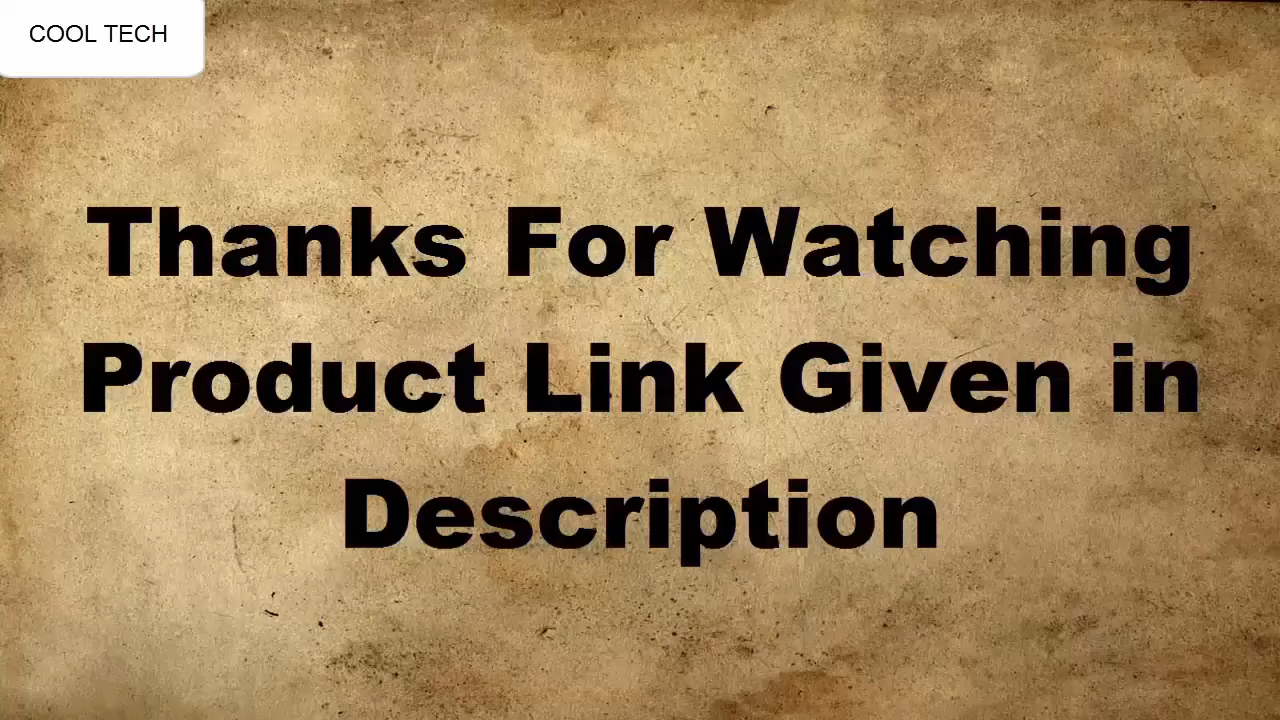 COOL TECH
Thanks For Watching
Product Link Given in
Description